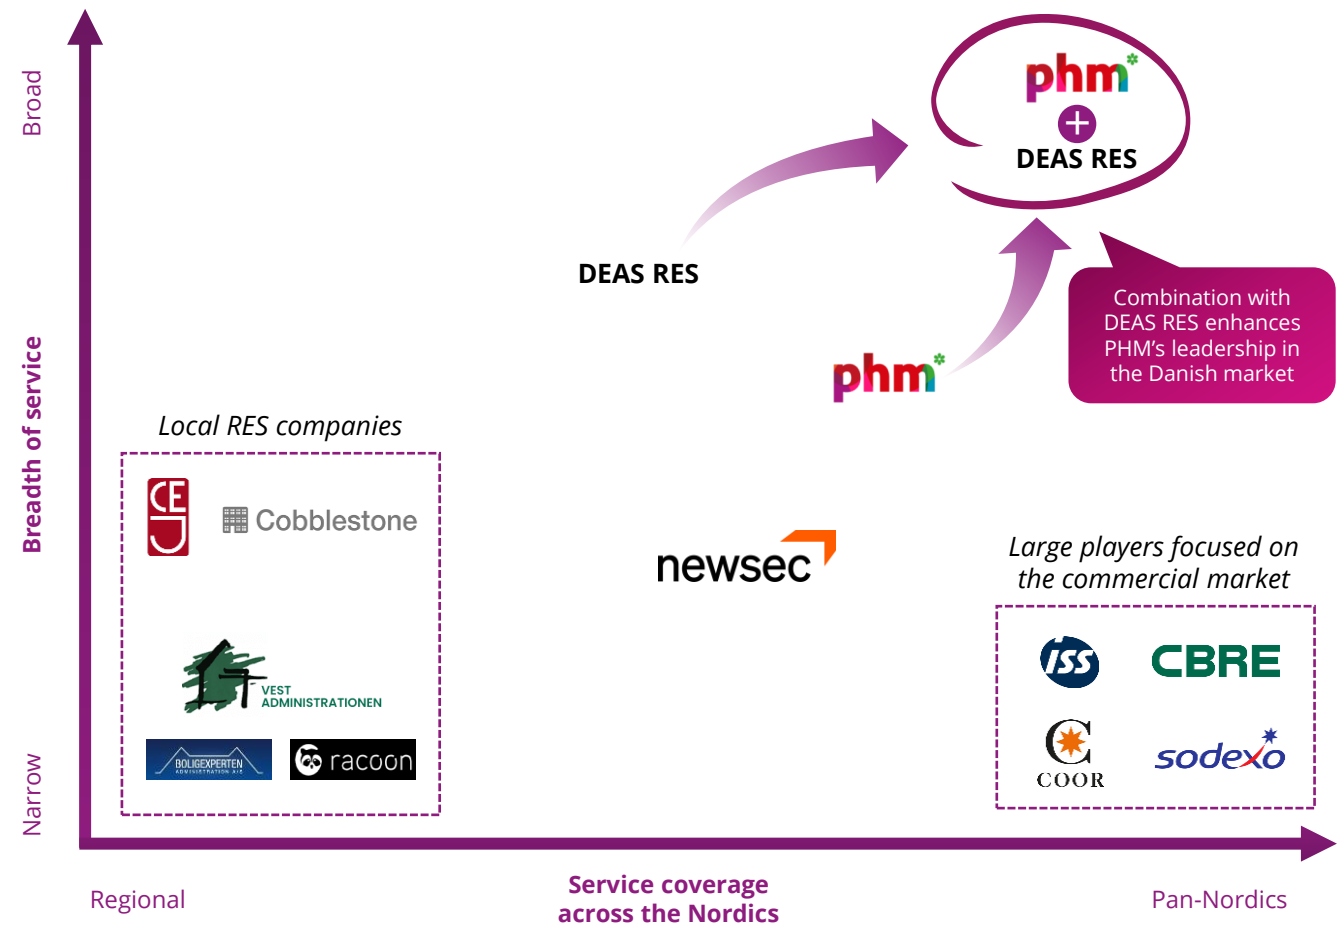 Broad
phm
+
DEAS RES
DEAS RES
Combination with
DEAS RES enhances
PHM's leadership in
the Danish market
phm
Breadth of service
Local RES companies
CEJ
Cobblestone
newsec
Large players focused on
the commercial market
ISS
CBRE
VEST
ADMINISTRATIONEN
COOR
sodexo
BOLIGEXPERTEN
ADMINISTRATION A/S
racoon
Narrow
Regional
Service coverage
across the Nordics
Pan-Nordics